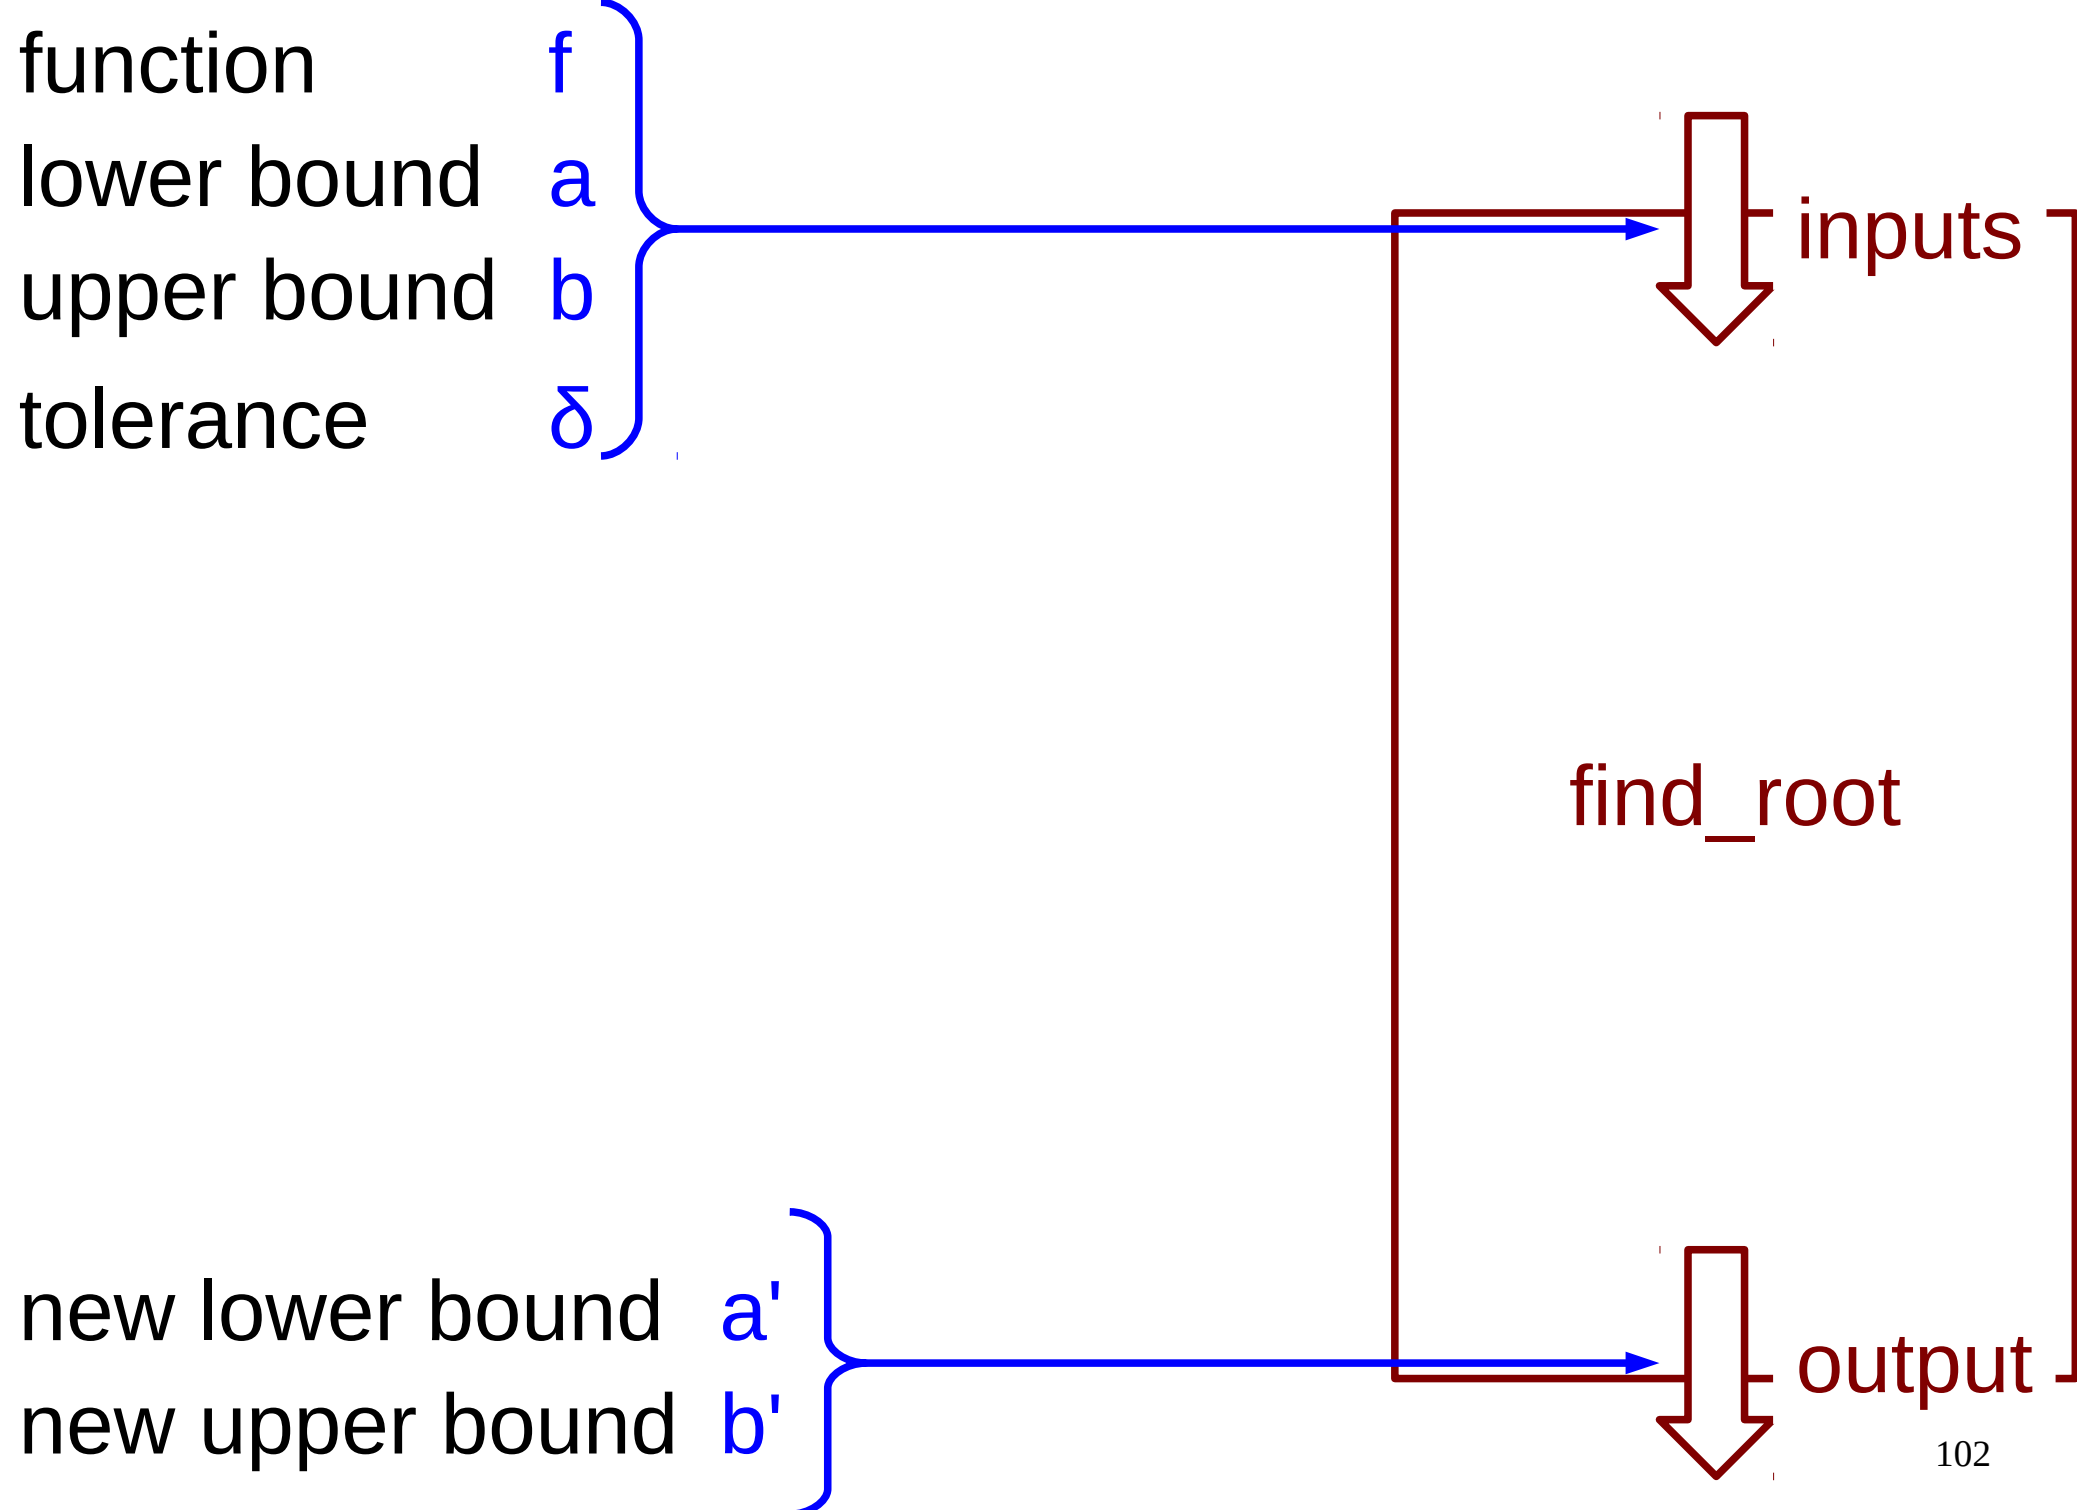 function f
lower bound a
inputs
upper bound b
tolerance δ
find_root
new lower bound a'
output
new upper bound b'
102